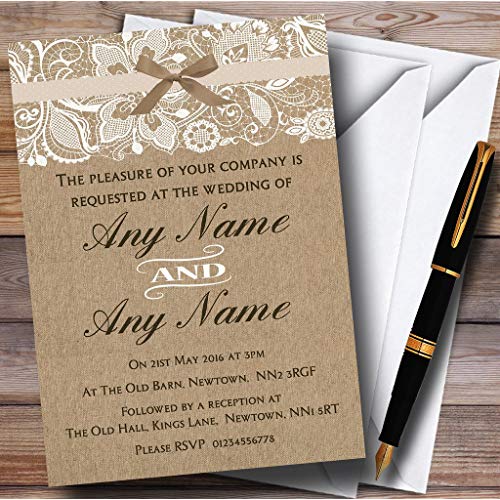 The pleasure of your company is
requested at the wedding of
Any Name
AND
Any Name
On 21st May 2016 at 3pm
At The Old Barn, Newtown, NN2 3RGF
Followed by a reception at
The Old Hall, Kings Lane, Newtown, NN1 5RT
Please RSVP 01234556778